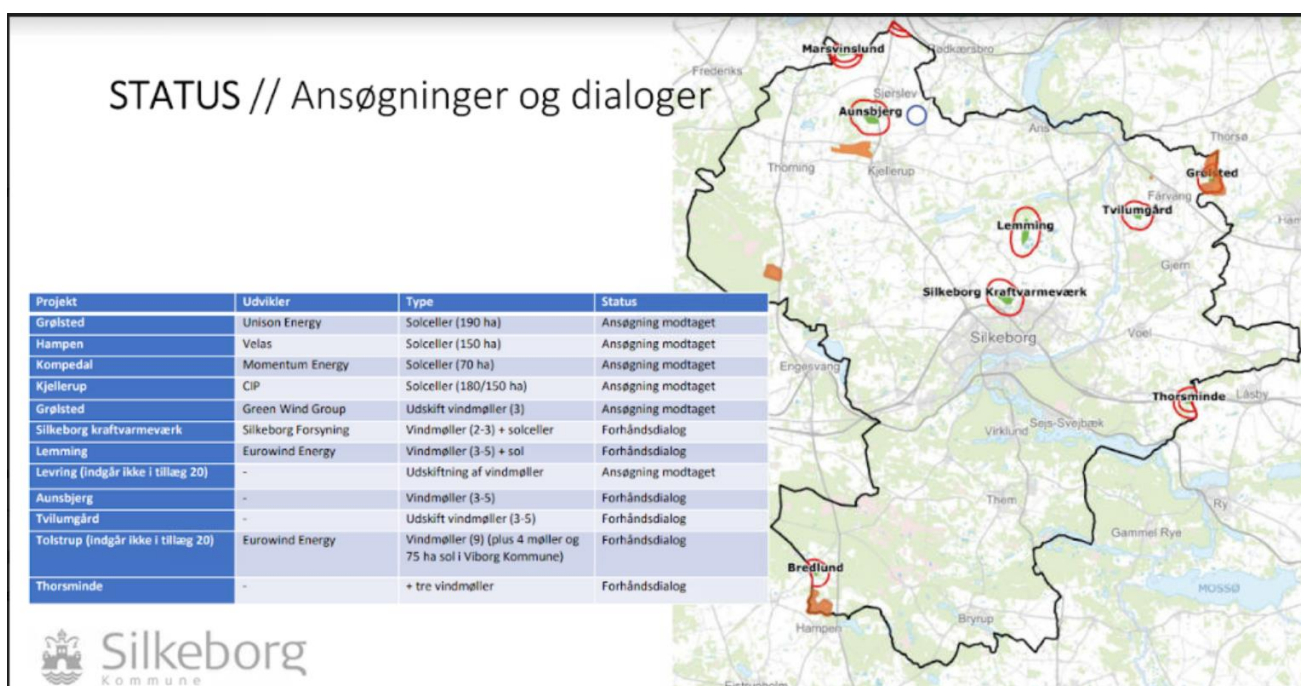 STATUS // Ansøgninger og dialoger
Projekt Udvikler Type Status
Grølsted Unison Energy Solceller (190 ha) Ansøgning modtaget
Hampen Velas Solceller (150 ha) Ansøgning modtaget
Kompedal Momentum Energy Solceller (70 ha) Ansøgning modtaget
Kjellerup CIP Solceller (180/150 ha) Ansøgning modtaget
Grølsted Green Wind Group Udskift vindmøller (3) Ansøgning modtaget
Silkeborg kraftvarmeværk Silkeborg Forsyning Vindmøller (2-3) + solceller Forhåndsdialog
Lemming Eurowind Energy Vindmøller (3-5) + sol Forhåndsdialog
Levring (indgår ikke i tillæg 20) - Udskiftning af vindmøller Ansøgning modtaget
Aunsbjerg - Vindmøller (3-5) Forhåndsdialog
Tvilumgård - Udskift vindmøller (3-5) Forhåndsdialog
Tolstrup (indgår ikke i tillæg 20) Eurowind Energy Vindmøller (9) (plus 4 møller og Forhåndsdialog
75 ha sol i Viborg Kommune)
Thorsminde - + tre vindmøller Forhåndsdialog
Silkeborg
Kommune
Marsvinslund
Rødkærsbro
Frederiks
Sjørslev
Aunsbjerg
Ans
Thorsø
Thorning
Kjellerup
Grølsted
Fårvang
Tvilumgård
Lemming
Gjern
Silkeborg Kraftvarmeværk
Silkeborg
Voel
Engesvang
Thorsminde
Låsby
Sejs-Svejbæk
Virklund
Them
Ry
Gammel Rye
Bredlund
MOSSØ
Hampen
Bryrup